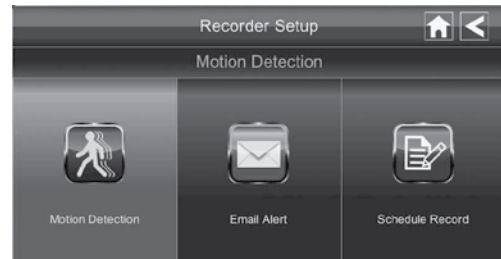 Recorder Setup
Motion Detection
Motion Detection
Email Alert
Schedule Record